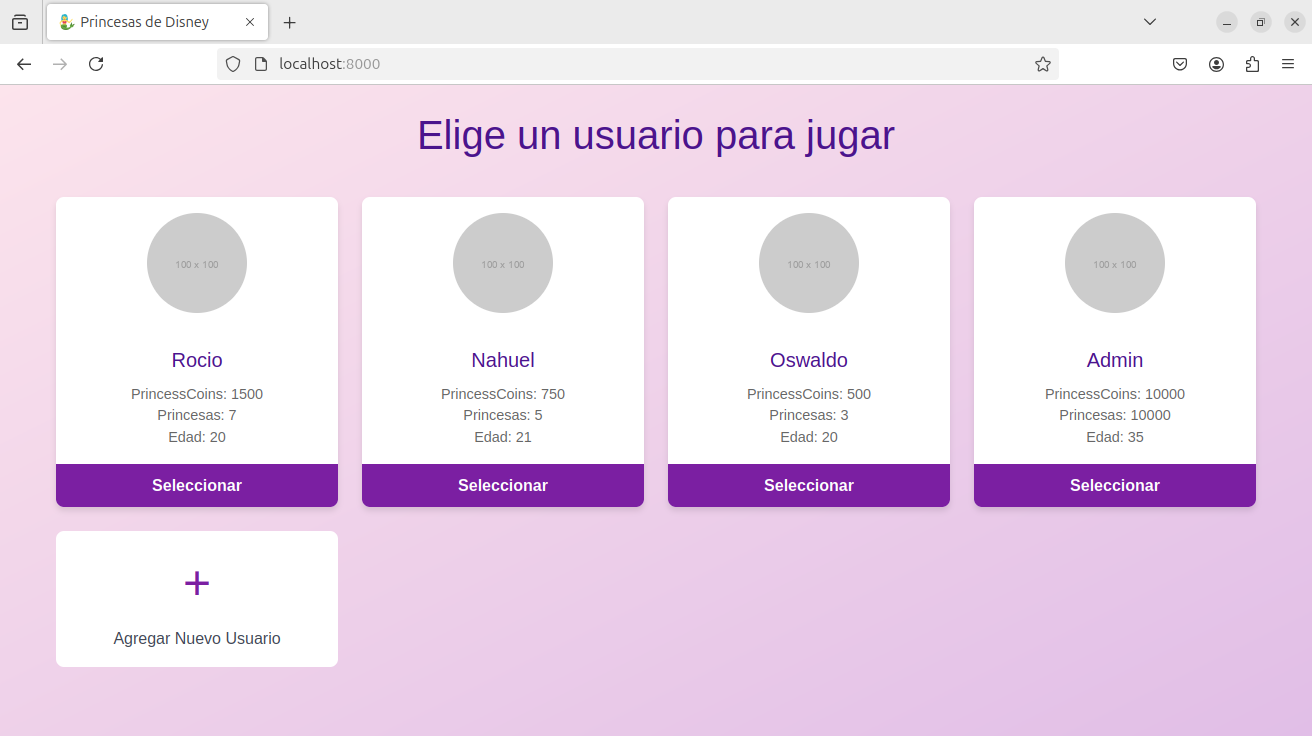 Princesas de Disney
localhost:8000
Elige un usuario para jugar
100 x 100
Rocio
PrincessCoins: 1500
Princesas: 7
Edad: 20
Seleccionar
100 x 100
Nahuel
PrincessCoins: 750
Princesas: 5
Edad: 21
Seleccionar
100 x 100
Oswaldo
PrincessCoins: 500
Princesas: 3
Edad: 20
Seleccionar
100 x 100
Admin
PrincessCoins: 10000
Princesas: 10000
Edad: 35
Seleccionar
+
Agregar Nuevo Usuario